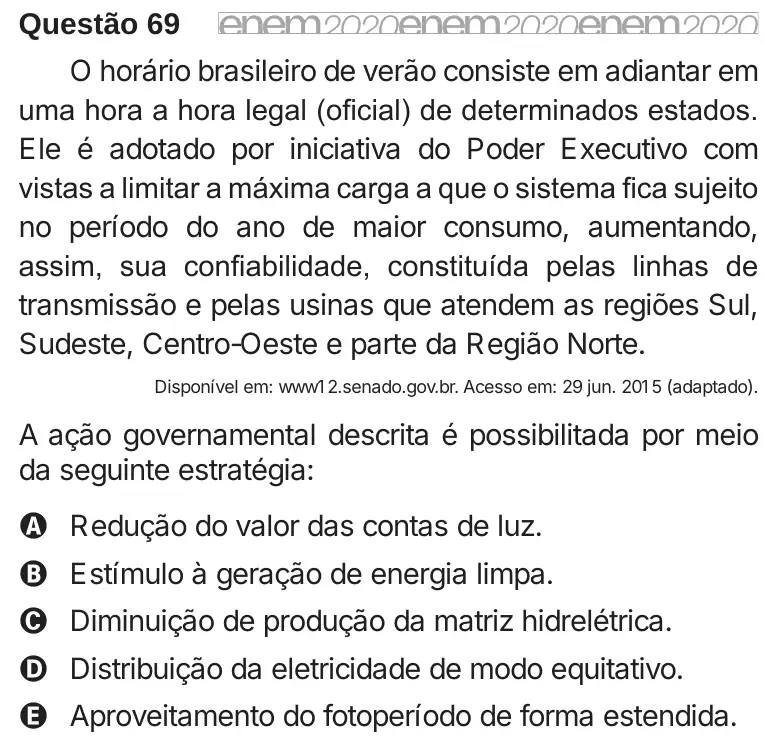 Questão 69 enem2020enem2020enem2020
O horário brasileiro de verão consiste em adiantar em
uma hora a hora legal (oficial) de determinados estados.
Ele é adotado por iniciativa do Poder Executivo com
vistas a limitar a máxima carga a que o sistema fica sujeito
no período do ano de maior consumo, aumentando,
assim, sua confiabilidade, constituída pelas linhas de
transmissão e pelas usinas que atendem as regiões Sul,
Sudeste, Centro-Oeste e parte da Região Norte.
Disponível em: www12.senado.gov.br. Acesso em: 29 jun. 2015 (adaptado).
A ação governamental descrita é possibilitada por meio
da seguinte estratégia:
A Redução do valor das contas de luz.
B Estímulo à geração de energia limpa.
C Diminuição de produção da matriz hidrelétrica.
D Distribuição da eletricidade de modo equitativo.
E Aproveitamento do fotoperíodo de forma estendida.